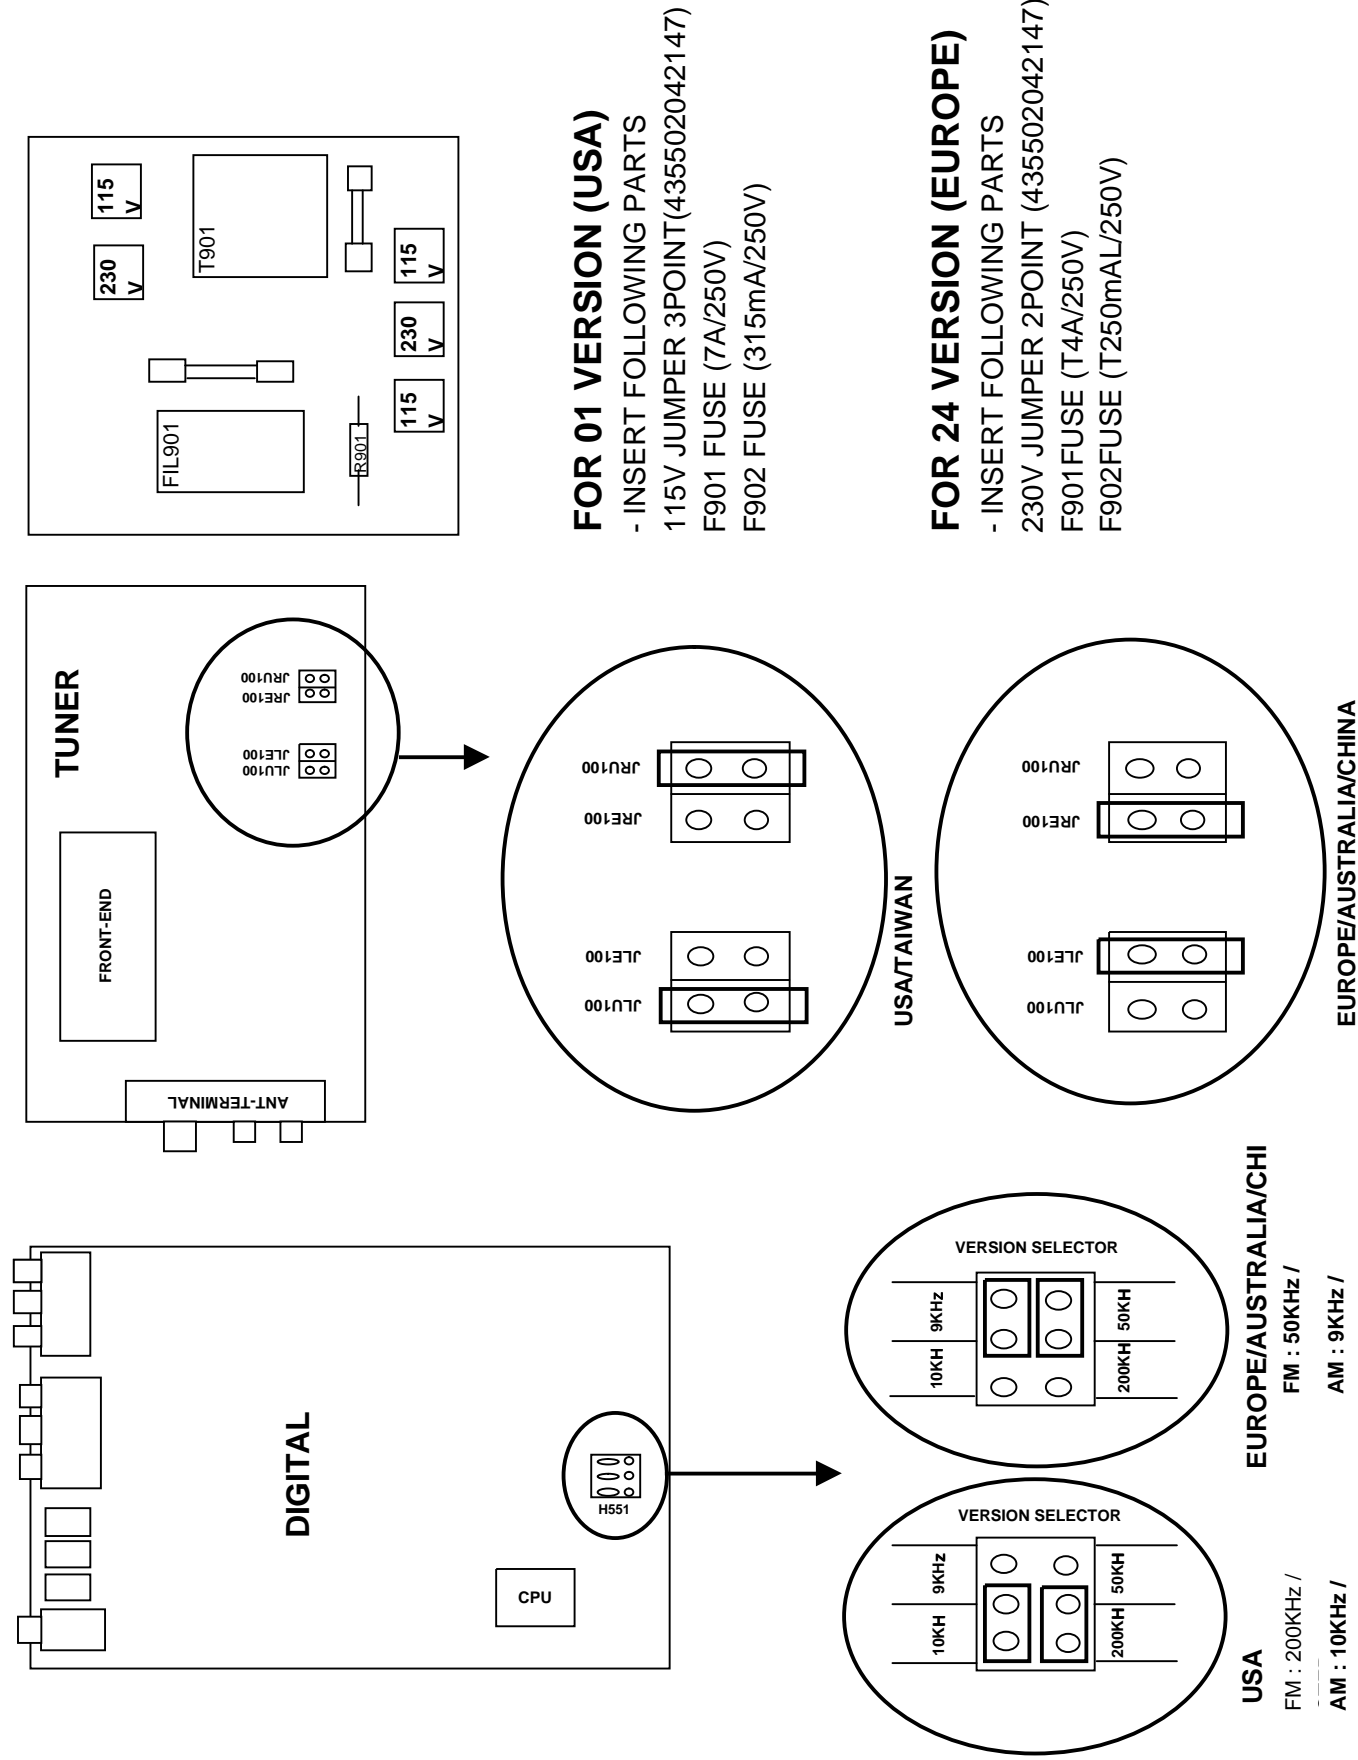 115
V
230
V
T901
115
V
230
V
115
V
FIL901
R901
FOR 01 VERSION (USA)
- INSERT FOLLOWING PARTS
115V JUMPER 3POINT(435502042147)
F901 FUSE (7A/250V)
F902 FUSE (315mA/250V)
FOR 24 VERSION (EUROPE)
- INSERT FOLLOWING PARTS
230V JUMPER 2POINT (435502042147)
F901FUSE (T4A/250V)
F902FUSE (T250mAL/250V)
TUNER
FRONT-END
ANT-TERMINAL
JRU100
JRE100
JLE100
JLU100
JRU100
JRE100
JLE100
JLU100
USA/TAIWAN
JRU100
JRE100
JLE100
JLU100
EUROPE/AUSTRALIA/CHINA
DIGITAL
CPU
H551
VERSION SELECTOR
10KH
9KHz
200KH
50KH
EUROPE/AUSTRALIA/CHI
FM : 50KHz /
AM : 9KHz /
VERSION SELECTOR
10KH
9KHz
200KH
50KH
USA
FM : 200KHz /
AM : 10KHz /